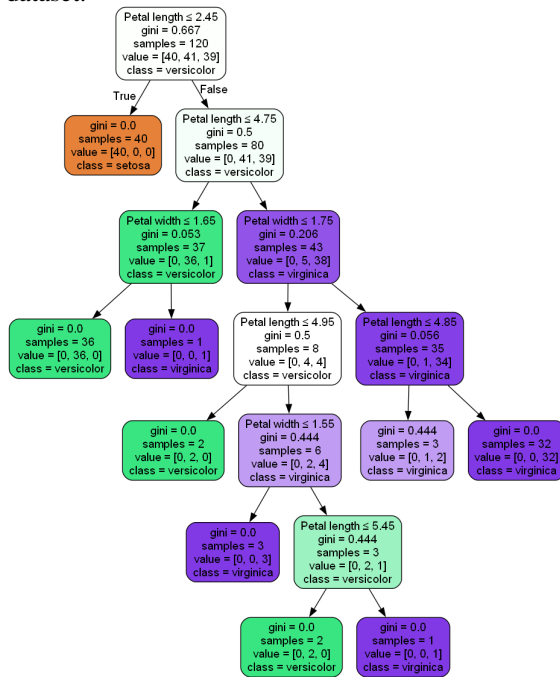 Petal length ≤ 2.45
gini = 0.667
samples = 120
value = [40, 41, 39]
class = versicolor
True
False
gini = 0.0
samples = 40
value = [40, 0, 0]
class = setosa
Petal length ≤ 4.75
gini = 0.5
samples = 80
value = [0, 41, 39]
class = versicolor
Petal width ≤ 1.65
gini = 0.053
samples = 37
value = [0, 36, 1]
class = versicolor
Petal width ≤ 1.75
gini = 0.206
samples = 43
value = [0, 5, 38]
class = virginica
gini = 0.0
samples = 36
value = [0, 36, 0]
class = versicolor
gini = 0.0
samples = 1
value = [0, 0, 1]
class = virginica
Petal length ≤ 4.95
gini = 0.5
samples = 8
value = [0, 4, 4]
class = versicolor
Petal length ≤ 4.85
gini = 0.056
samples = 35
value = [0, 1, 34]
class = virginica
gini = 0.0
samples = 2
value = [0, 2, 0]
class = versicolor
Petal width ≤ 1.55
gini = 0.444
samples = 6
value = [0, 2, 4]
class = virginica
gini = 0.444
samples = 3
value = [0, 1, 2]
class = virginica
gini = 0.0
samples = 32
value = [0, 0, 32]
class = virginica
gini = 0.0
samples = 3
value = [0, 0, 3]
class = virginica
Petal length ≤ 5.45
gini = 0.444
samples = 3
value = [0, 2, 1]
class = versicolor
gini = 0.0
samples = 2
value = [0, 2, 0]
class = versicolor
gini = 0.0
samples = 1
value = [0, 0, 1]
class = virginica